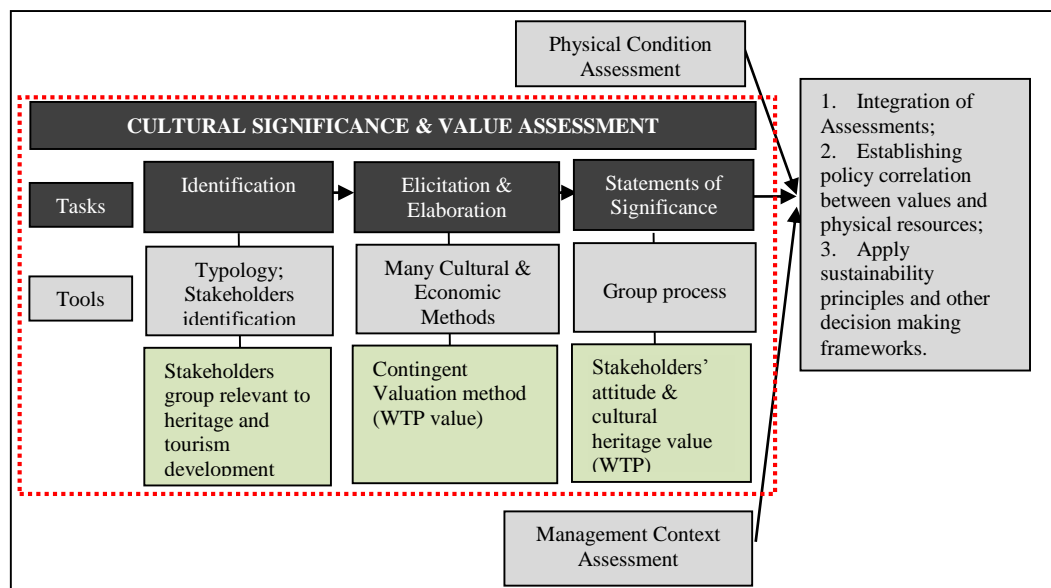 Physical Condition
Assessment
CULTURAL SIGNIFICANCE & VALUE ASSESSMENT
Tasks
Identification
Elicitation &
Elaboration
Statements of
Significance
Tools
Typology;
Stakeholders
identification
Many Cultural &
Economic
Methods
Group process
Stakeholders
group relevant to
heritage and
tourism
development
Contingent
Valuation method
(WTP value)
Stakeholders’
attitude &
cultural
heritage value
(WTP)
1. Integration of
Assessments;
2. Establishing
policy correlation
between values and
physical resources;
3. Apply
sustainability
principles and other
decision making
frameworks.
Management Context
Assessment